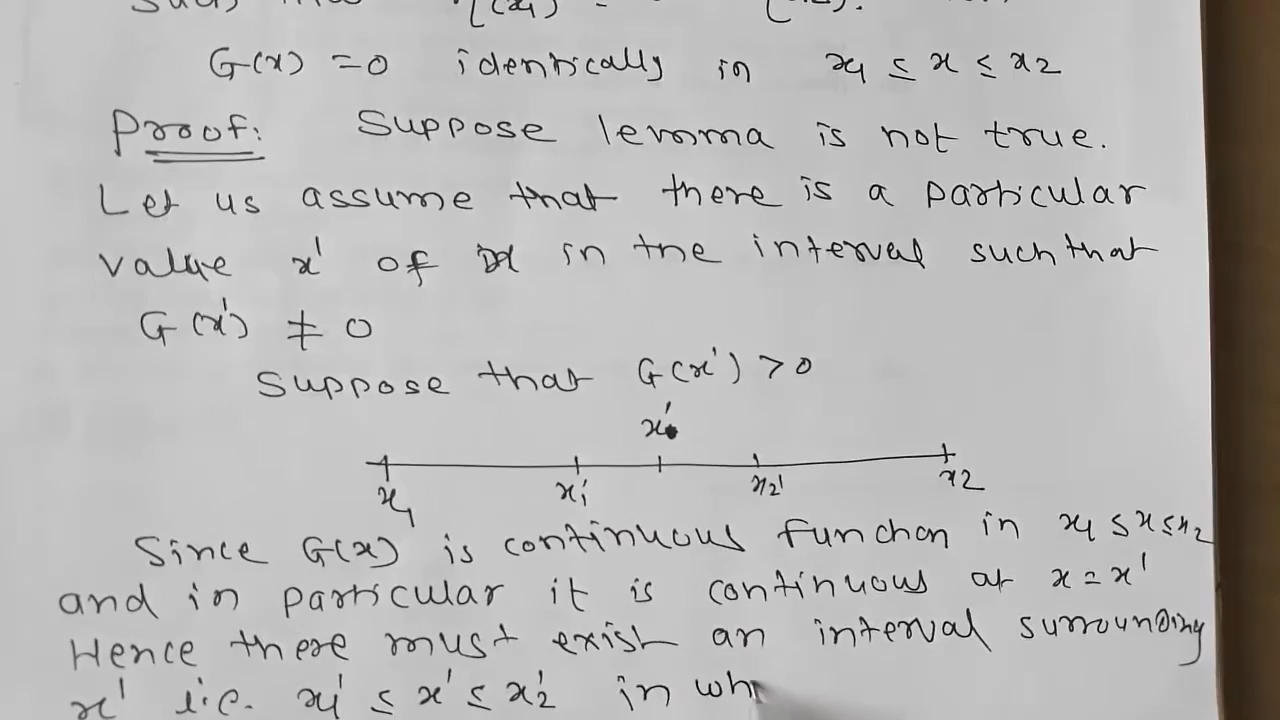 G(x) = 0 identically in x₁ ≤ x ≤ x₂
Proof: Suppose lemma is not true.
Let us assume that there is a particular
value x' of x in the interval such that
G(x') ≠ 0
Suppose that G(x') > 0
x'
x₁ x₁' x₂' x₂
Since G(x) is continuous function in x₁ ≤ x ≤ x₂
and in particular it is continuous at x = x'
Hence there must exist an interval surrounding
x' i.e. x₁' ≤ x' ≤ x₂' in